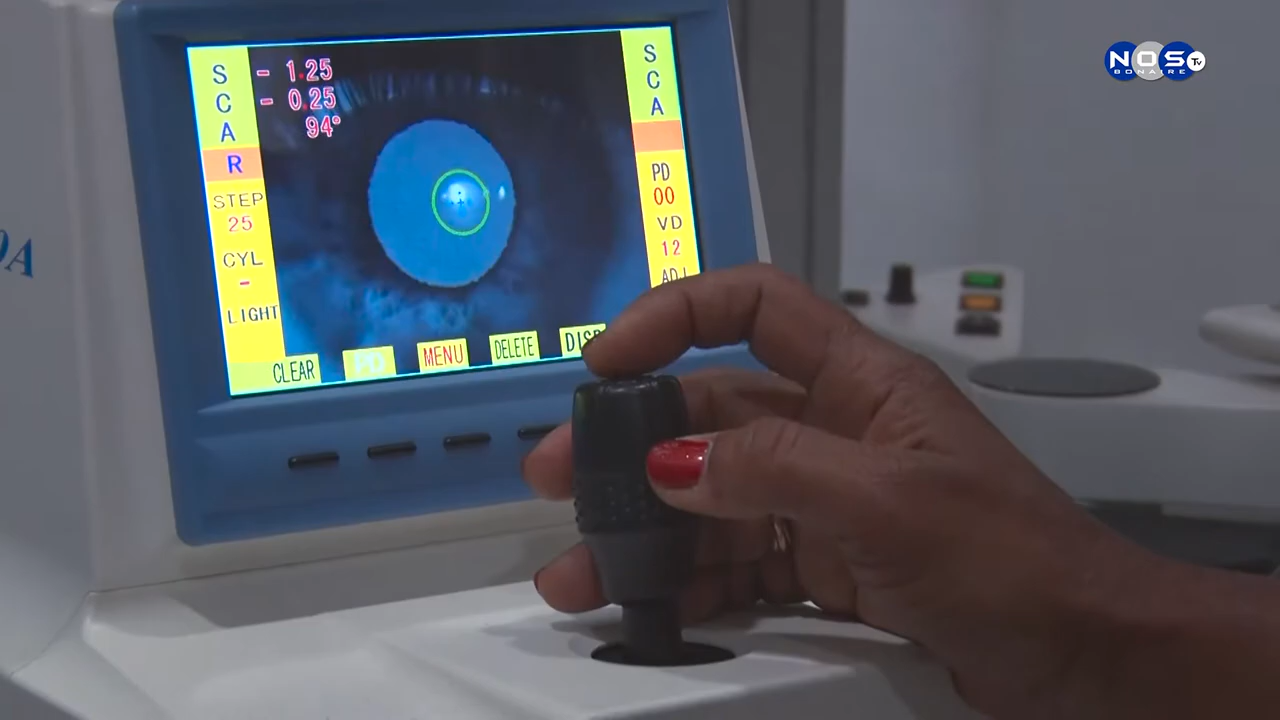 S - 1.25
C - 0.25
A 94°
R
STEP
25
CYL
-
LIGHT
CLEAR
PD
MENU
DELETE
S
C
A
PD
00
VD
12
NOS TV
BONAIRE